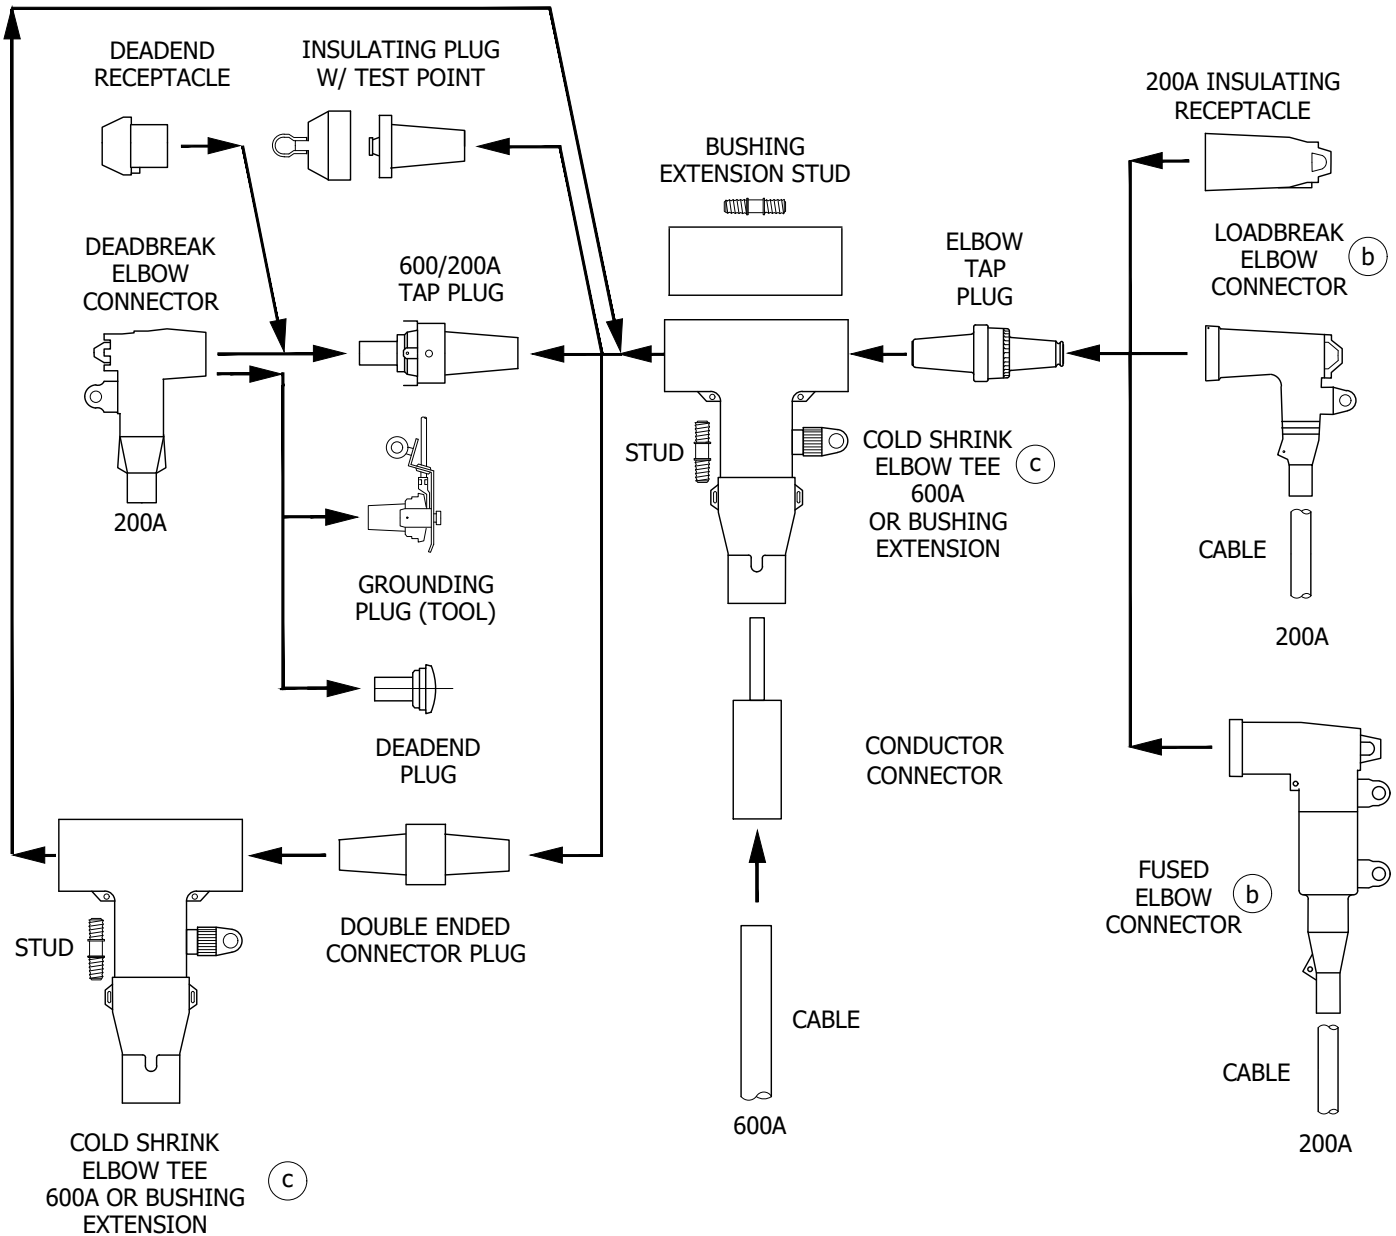 DEADEND
RECEPTACLE
INSULATING PLUG
W/ TEST POINT
200A INSULATING
RECEPTACLE
BUSHING
EXTENSION STUD
DEADBREAK
ELBOW
CONNECTOR
200A
600/200A
TAP PLUG
ELBOW
TAP
PLUG
LOADBREAK
ELBOW
CONNECTOR
b
STUD
COLD SHRINK
ELBOW TEE
600A
OR BUSHING
EXTENSION
c
CABLE
200A
GROUNDING
PLUG (TOOL)
DEADEND
PLUG
CONDUCTOR
CONNECTOR
FUSED
ELBOW
CONNECTOR
b
STUD
DOUBLE ENDED
CONNECTOR PLUG
CABLE
600A
CABLE
200A
COLD SHRINK
ELBOW TEE
600A OR BUSHING
EXTENSION
c